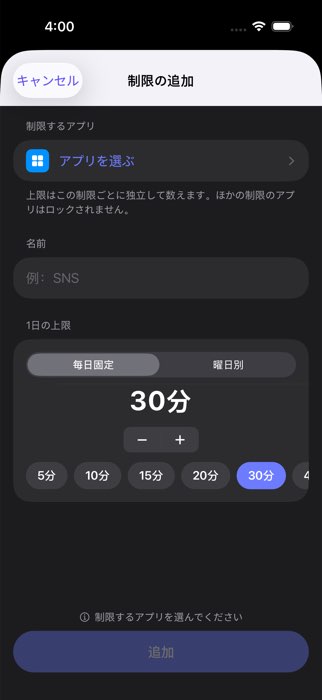 4:00
キャンセル
制限の追加
制限するアプリ
アプリを選ぶ
上限はこの制限ごとに独立して数えます。ほかの制限のアプ
リはロックされません。
名前
例：SNS
1日の上限
毎日固定
曜日別
30分
− +
5分 10分 15分 20分 30分 4
制限するアプリを選んでください
追加